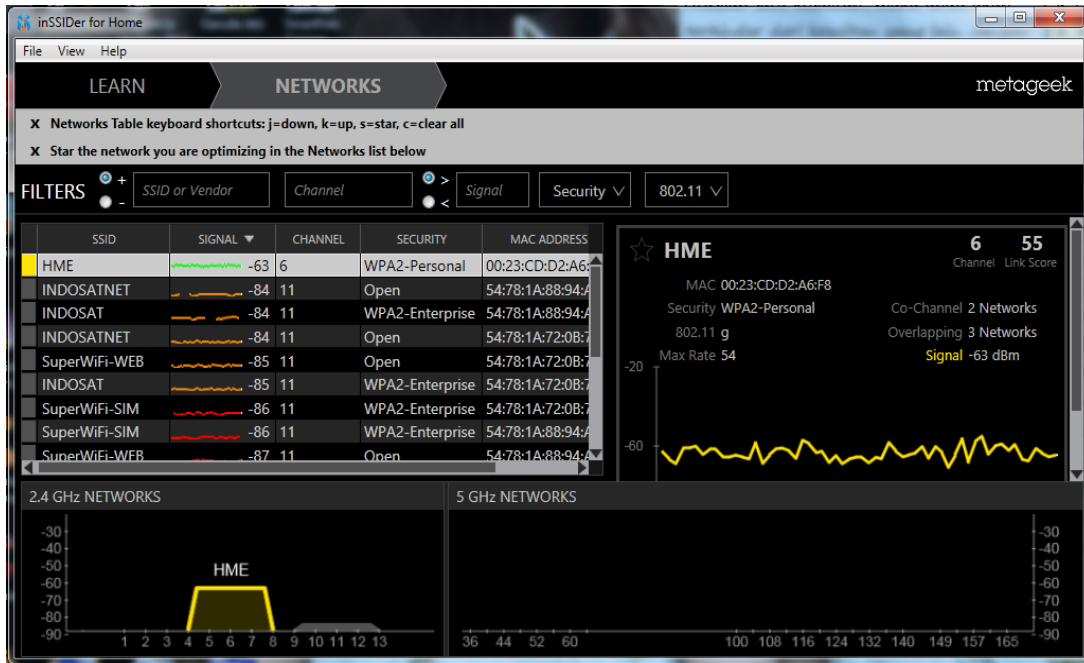 inSSIDer for Home
File View Help
LEARN NETWORKS metageek
x Networks Table keyboard shortcuts: j=down, k=up, s=star, c=clear all
x Star the network you are optimizing in the Networks list below
FILTERS + - SSID or Vendor Channel > < Signal Security 802.11
SSID SIGNAL CHANNEL SECURITY MAC ADDRESS
HME -63 6 WPA2-Personal 00:23:CD:D2:A6:
INDOSATNET -84 11 Open 54:78:1A:88:94:
INDOSAT -84 11 WPA2-Enterprise 54:78:1A:88:94:
INDOSATNET -84 11 Open 54:78:1A:72:0B:
SuperWiFi-WEB -85 11 Open 54:78:1A:72:0B:
INDOSAT -85 11 WPA2-Enterprise 54:78:1A:72:0B:
SuperWiFi-SIM -86 11 WPA2-Enterprise 54:78:1A:72:0B:
SuperWiFi-SIM -86 11 WPA2-Enterprise 54:78:1A:88:94:
SuperWiFi-WEB -87 11 Open 54:78:1A:88:94:
HME 6 55
Channel Link Score
MAC 00:23:CD:D2:A6:F8
Security WPA2-Personal Co-Channel 2 Networks
802.11 g Overlapping 3 Networks
Max Rate 54 Signal -63 dBm
-20
-60
2.4 GHz NETWORKS
-30
-40
-50
-60
-70
-80
-90
HME
1 2 3 4 5 6 7 8 9 10 11 12 13
5 GHz NETWORKS
-30
-40
-50
-60
-70
-80
-90
36 44 52 60 100 108 116 124 132 140 149 157 165